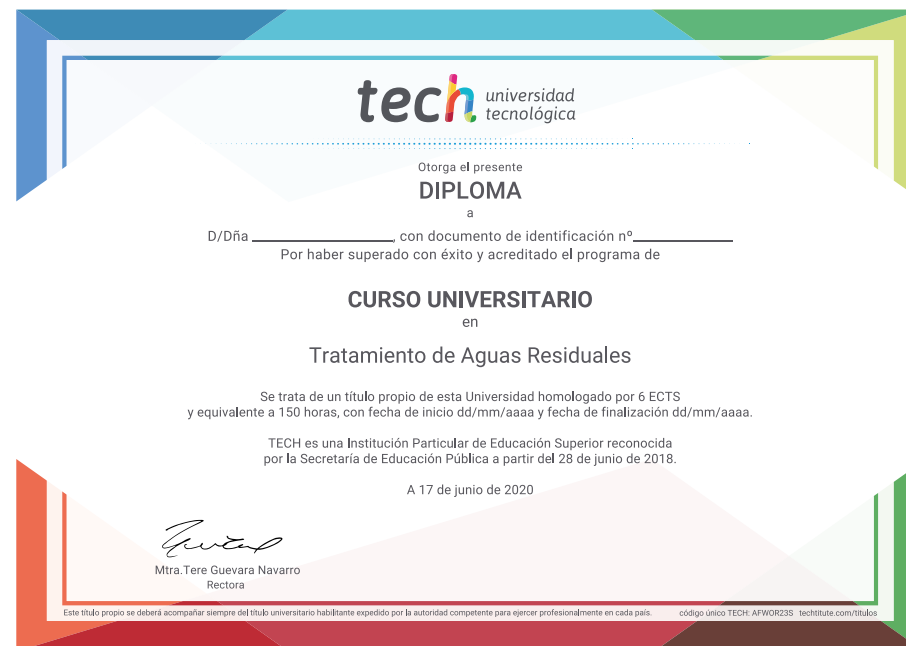 tech universidad
tecnológica
Otorga el presente
DIPLOMA
a
D/Dña ____________________, con documento de identificación nº______________
Por haber superado con éxito y acreditado el programa de
CURSO UNIVERSITARIO
en
Tratamiento de Aguas Residuales
Se trata de un título propio de esta Universidad homologado por 6 ECTS
y equivalente a 150 horas, con fecha de inicio dd/mm/aaaa y fecha de finalización dd/mm/aaaa.
TECH es una Institución Particular de Educación Superior reconocida
por la Secretaría de Educación Pública a partir del 28 de junio de 2018.
A 17 de junio de 2020
Mtra.Tere Guevara Navarro
Rectora
Este título propio se deberá acompañar siempre del título universitario habilitante expedido por la autoridad competente para ejercer profesionalmente en cada país. código único TECH: AFWOR23S techtitute.com/titulos